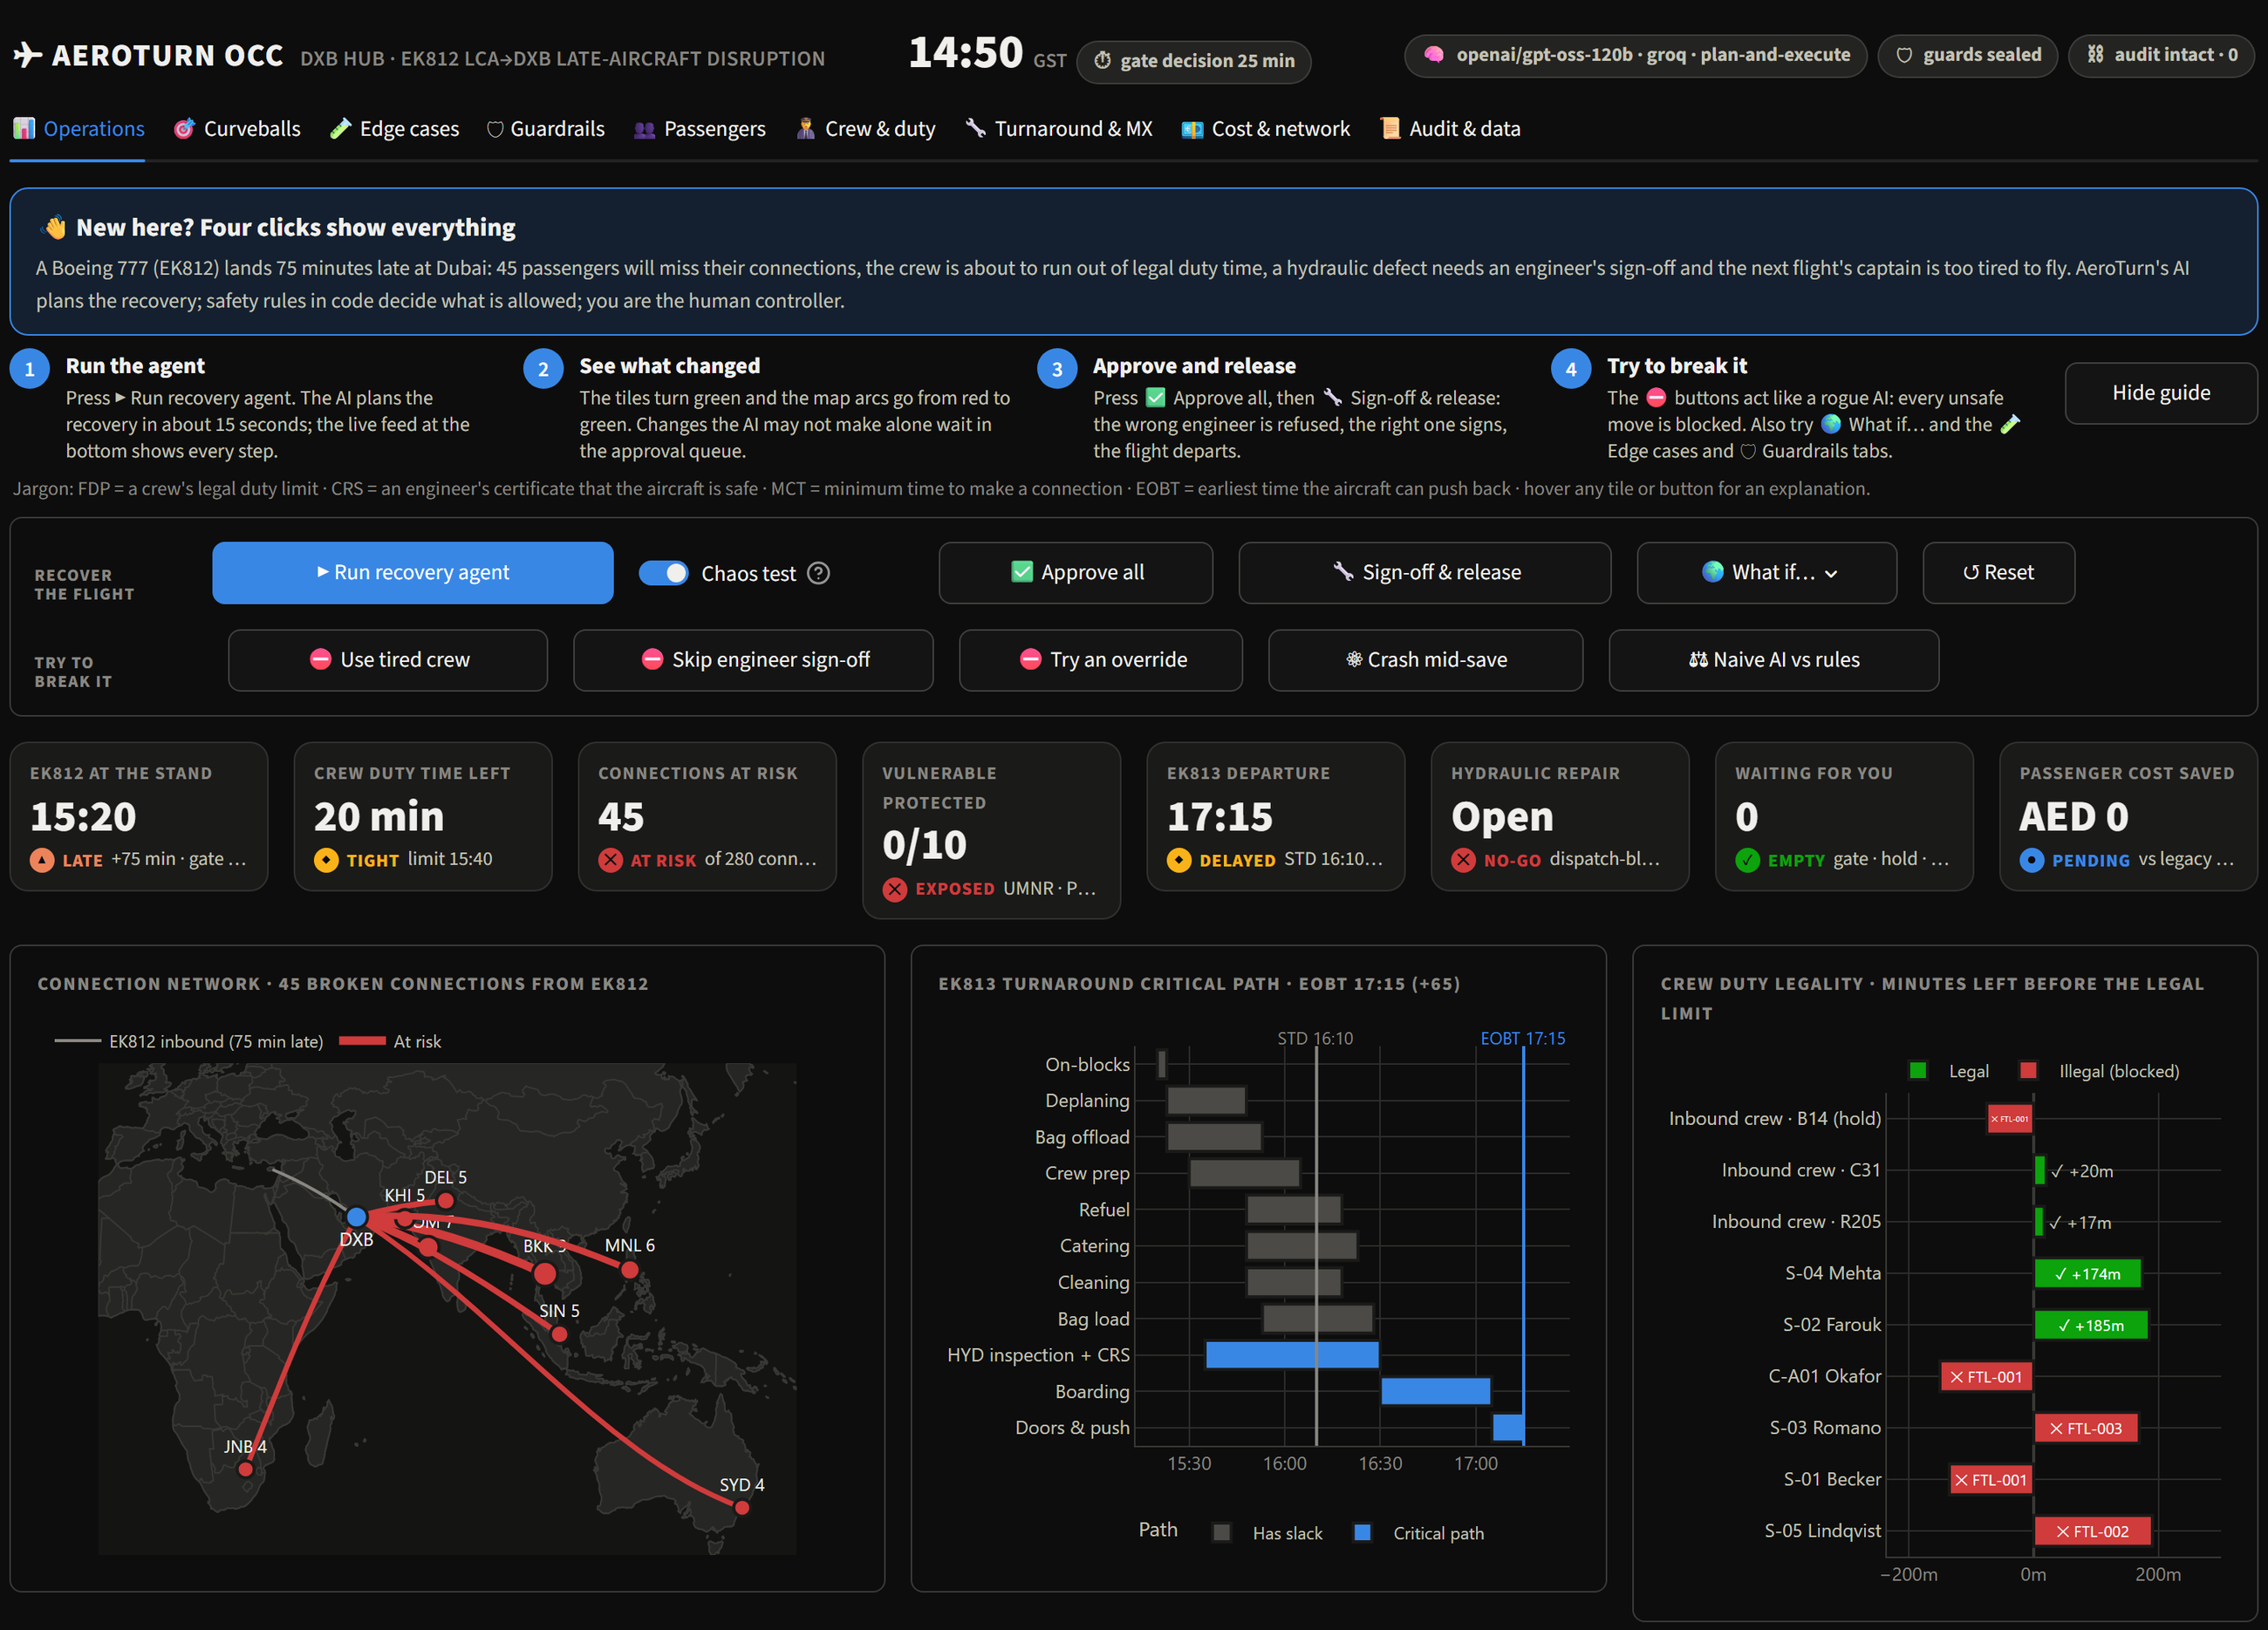 ✈ AEROTURN OCC DXB HUB · EK812 LCA→DXB LATE-AIRCRAFT DISRUPTION
14:50 GST ⏱ gate decision 25 min
🧠 openai/gpt-oss-120b · groq · plan-and-execute
🛡 guards sealed
⛓ audit intact · 0
📊 Operations
🎯 Curveballs
🧪 Edge cases
🛡 Guardrails
👥 Passengers
👨‍✈️ Crew & duty
🔧 Turnaround & MX
💵 Cost & network
📜 Audit & data
👋 New here? Four clicks show everything
A Boeing 777 (EK812) lands 75 minutes late at Dubai: 45 passengers will miss their connections, the crew is about to run out of legal duty time, a hydraulic defect needs an engineer's sign-off and the next flight's captain is too tired to fly. AeroTurn's AI
plans the recovery; safety rules in code decide what is allowed; you are the human controller.
1 Run the agent
Press ▶ Run recovery agent. The AI plans the
recovery in about 15 seconds; the live feed at the
bottom shows every step.
2 See what changed
The tiles turn green and the map arcs go from red to
green. Changes the AI may not make alone wait in
the approval queue.
3 Approve and release
Press ✅ Approve all, then 🔧 Sign-off & release:
the wrong engineer is refused, the right one signs,
the flight departs.
4 Try to break it
The ⛔ buttons act like a rogue AI: every unsafe
move is blocked. Also try 🌍 What if… and the 🧪
Edge cases and 🛡 Guardrails tabs.
Hide guide
Jargon: FDP = a crew's legal duty limit · CRS = an engineer's certificate that the aircraft is safe · MCT = minimum time to make a connection · EOBT = earliest time the aircraft can push back · hover any tile or button for an explanation.
RECOVER
THE FLIGHT
▶ Run recovery agent
Chaos test ?
✅ Approve all
🔧 Sign-off & release
🌍 What if…
↺ Reset
TRY TO
BREAK IT
⛔ Use tired crew
⛔ Skip engineer sign-off
⛔ Try an override
⚛ Crash mid-save
⚖ Naive AI vs rules
EK812 AT THE STAND
15:20
LATE +75 min · gate …
CREW DUTY TIME LEFT
20 min
TIGHT limit 15:40
CONNECTIONS AT RISK
45
AT RISK of 280 conn…
VULNERABLE
PROTECTED
0/10
EXPOSED UMNR · P…
EK813 DEPARTURE
17:15
DELAYED STD 16:10…
HYDRAULIC REPAIR
Open
NO-GO dispatch-bl…
WAITING FOR YOU
0
EMPTY gate · hold · …
PASSENGER COST SAVED
AED 0
PENDING vs legacy …
CONNECTION NETWORK · 45 BROKEN CONNECTIONS FROM EK812
EK812 inbound (75 min late)
At risk
DEL 5
KHI 5
DXB
BKK
MNL 6
SIN 5
JNB 4
SYD 4
EK813 TURNAROUND CRITICAL PATH · EOBT 17:15 (+65)
STD 16:10
EOBT 17:15
On-blocks
Deplaning
Bag offload
Crew prep
Refuel
Catering
Cleaning
Bag load
HYD inspection + CRS
Boarding
Doors & push
15:30 16:00 16:30 17:00
Path Has slack Critical path
CREW DUTY LEGALITY · MINUTES LEFT BEFORE THE LEGAL
LIMIT
Legal Illegal (blocked)
Inbound crew · B14 (hold) ✕ FTL-001
Inbound crew · C31 ✓ +20m
Inbound crew · R205 ✓ +17m
S-04 Mehta ✓ +174m
S-02 Farouk ✓ +185m
C-A01 Okafor ✕ FTL-001
S-03 Romano ✕ FTL-003
S-01 Becker ✕ FTL-001
S-05 Lindqvist ✕ FTL-002
−200m 0m 200m